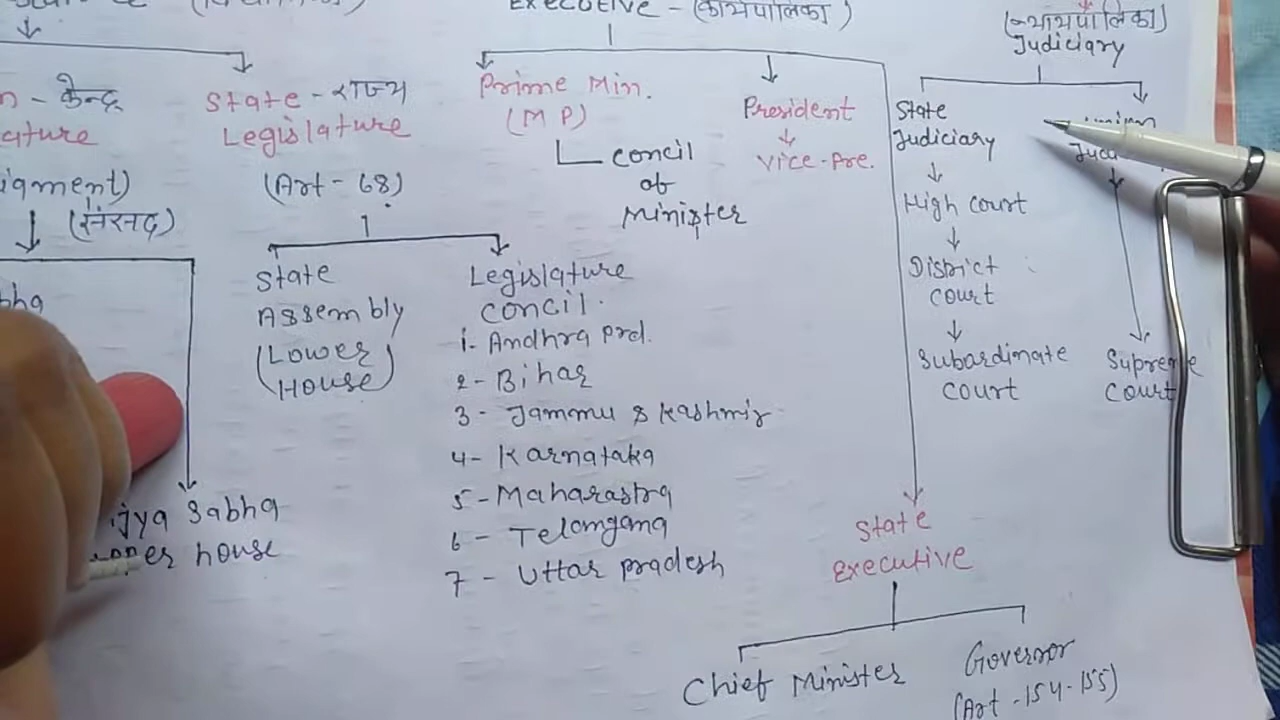 EXECUTIVE - (कार्यपालिका)
(न्यायपालिका)
Judiciary
केन्द्र
State - राज्य
Legislature
(Art - 68)
(संसद)
State
Assembly
(Lower
House)
Legislature
concil.
1. Andhra prd.
2 - Bihar
3 - Jammu & Kashmir
4 - Karnataka
5 - Maharastra
6 - Telamgana
7 - Uttar pradesh
Sabha
house
Prime Min.
(MP)
concil
of
Minister
President
Vice-Pre.
State
Executive
Chief Minister
Governor
(Art - 154-155)
State
Judiciary
High court
District
court
Subardinate
court
Supreme
Court